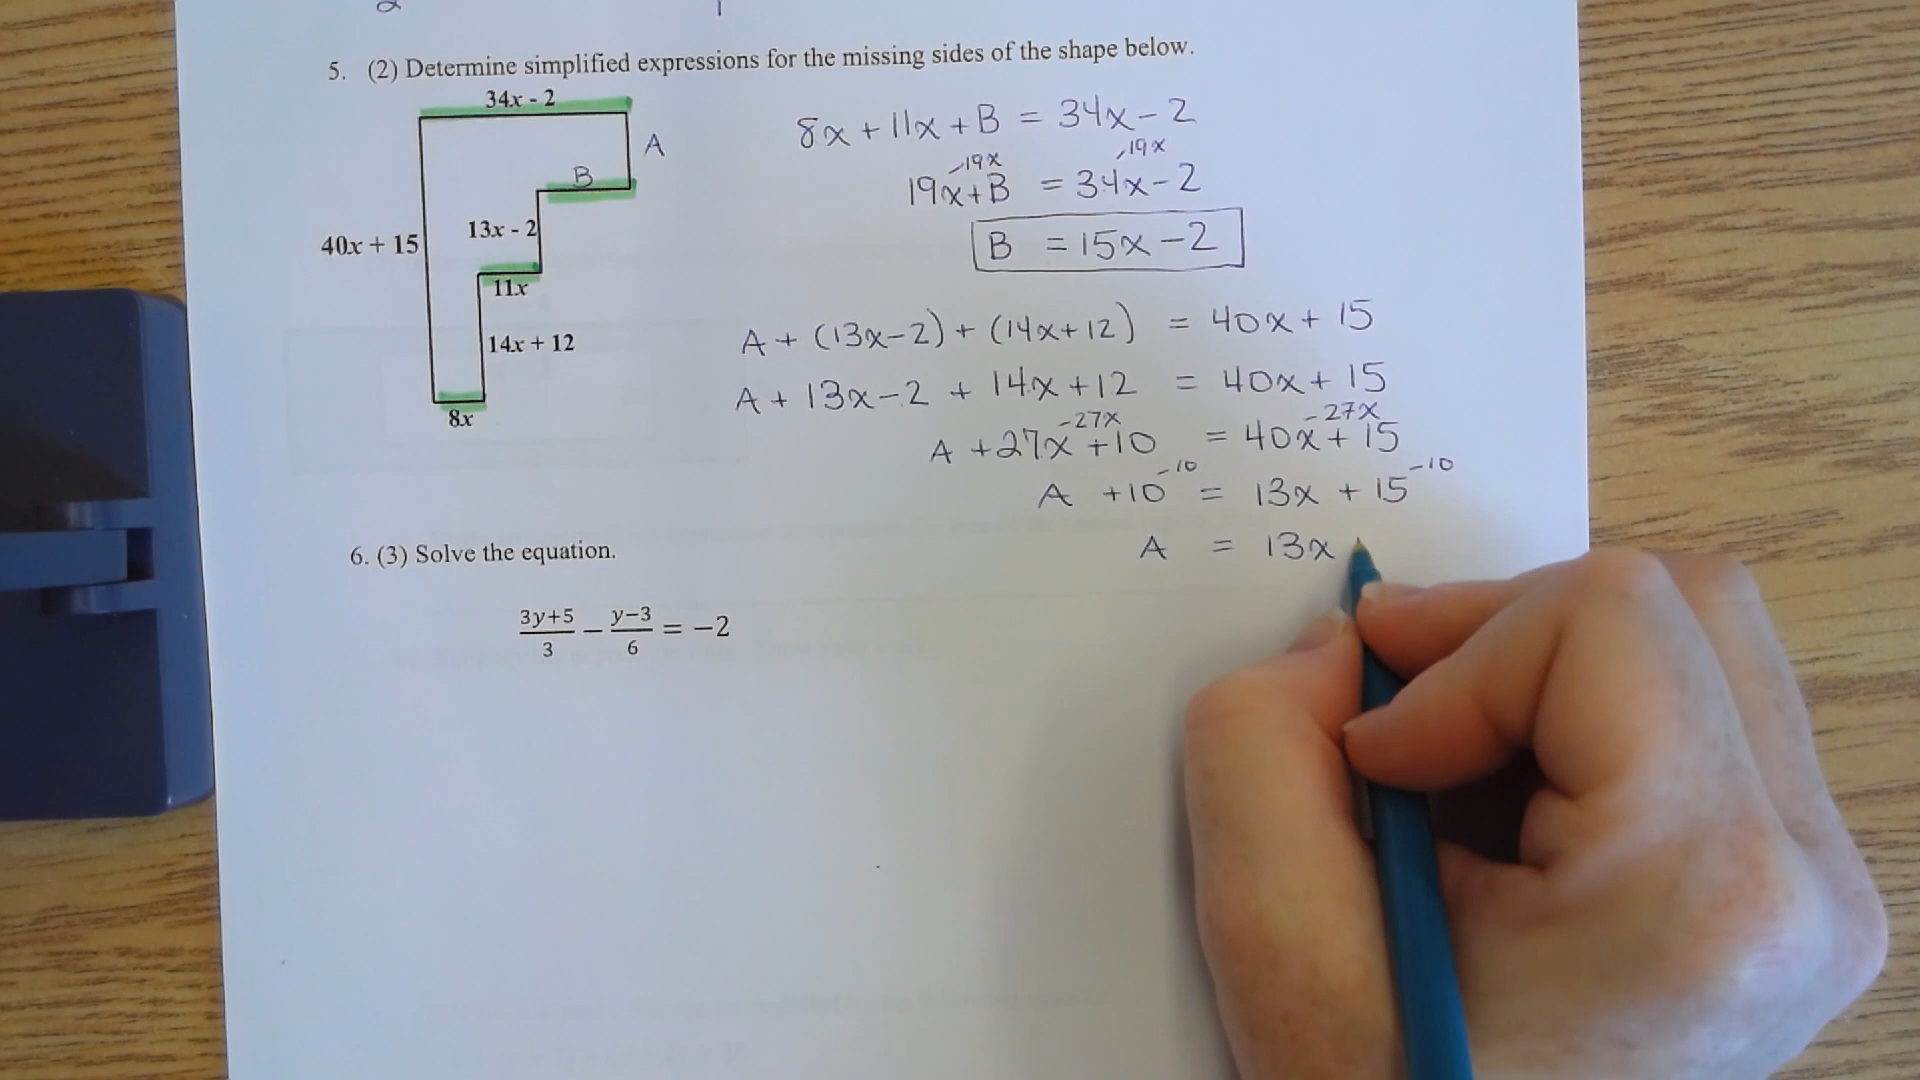 5. (2) Determine simplified expressions for the missing sides of the shape below.
34x - 2
A
B
13x - 2
40x + 15
11x
14x + 12
8x
8x + 11x + B = 34x - 2
-19x -19x
19x + B = 34x - 2
B = 15x - 2
A + (13x - 2) + (14x + 12) = 40x + 15
A + 13x - 2 + 14x + 12 = 40x + 15
-27x -27x
A + 27x + 10 = 40x + 15
-10 -10
A + 10 = 13x + 15
A = 13x
6. (3) Solve the equation.
3y+5/3 − y−3/6 = −2